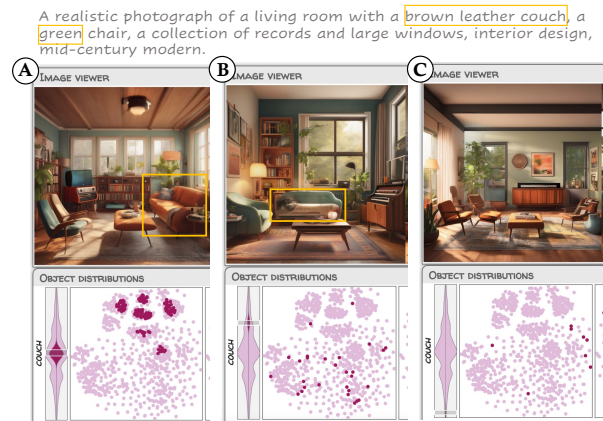 A realistic photograph of a living room with a brown leather couch, a
green chair, a collection of records and large windows, interior design,
mid-century modern.
A IMAGE VIEWER
B IMAGE VIEWER
C IMAGE VIEWER
OBJECT DISTRIBUTIONS
OBJECT DISTRIBUTIONS
OBJECT DISTRIBUTIONS
COUCH
COUCH
COUCH